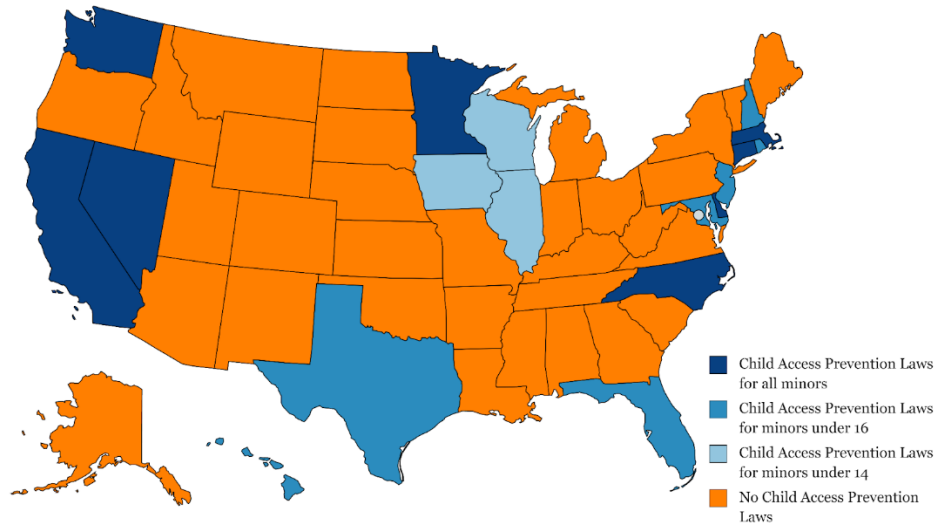 Child Access Prevention Laws
for all minors
Child Access Prevention Laws
for minors under 16
Child Access Prevention Laws
for minors under 14
No Child Access Prevention
Laws